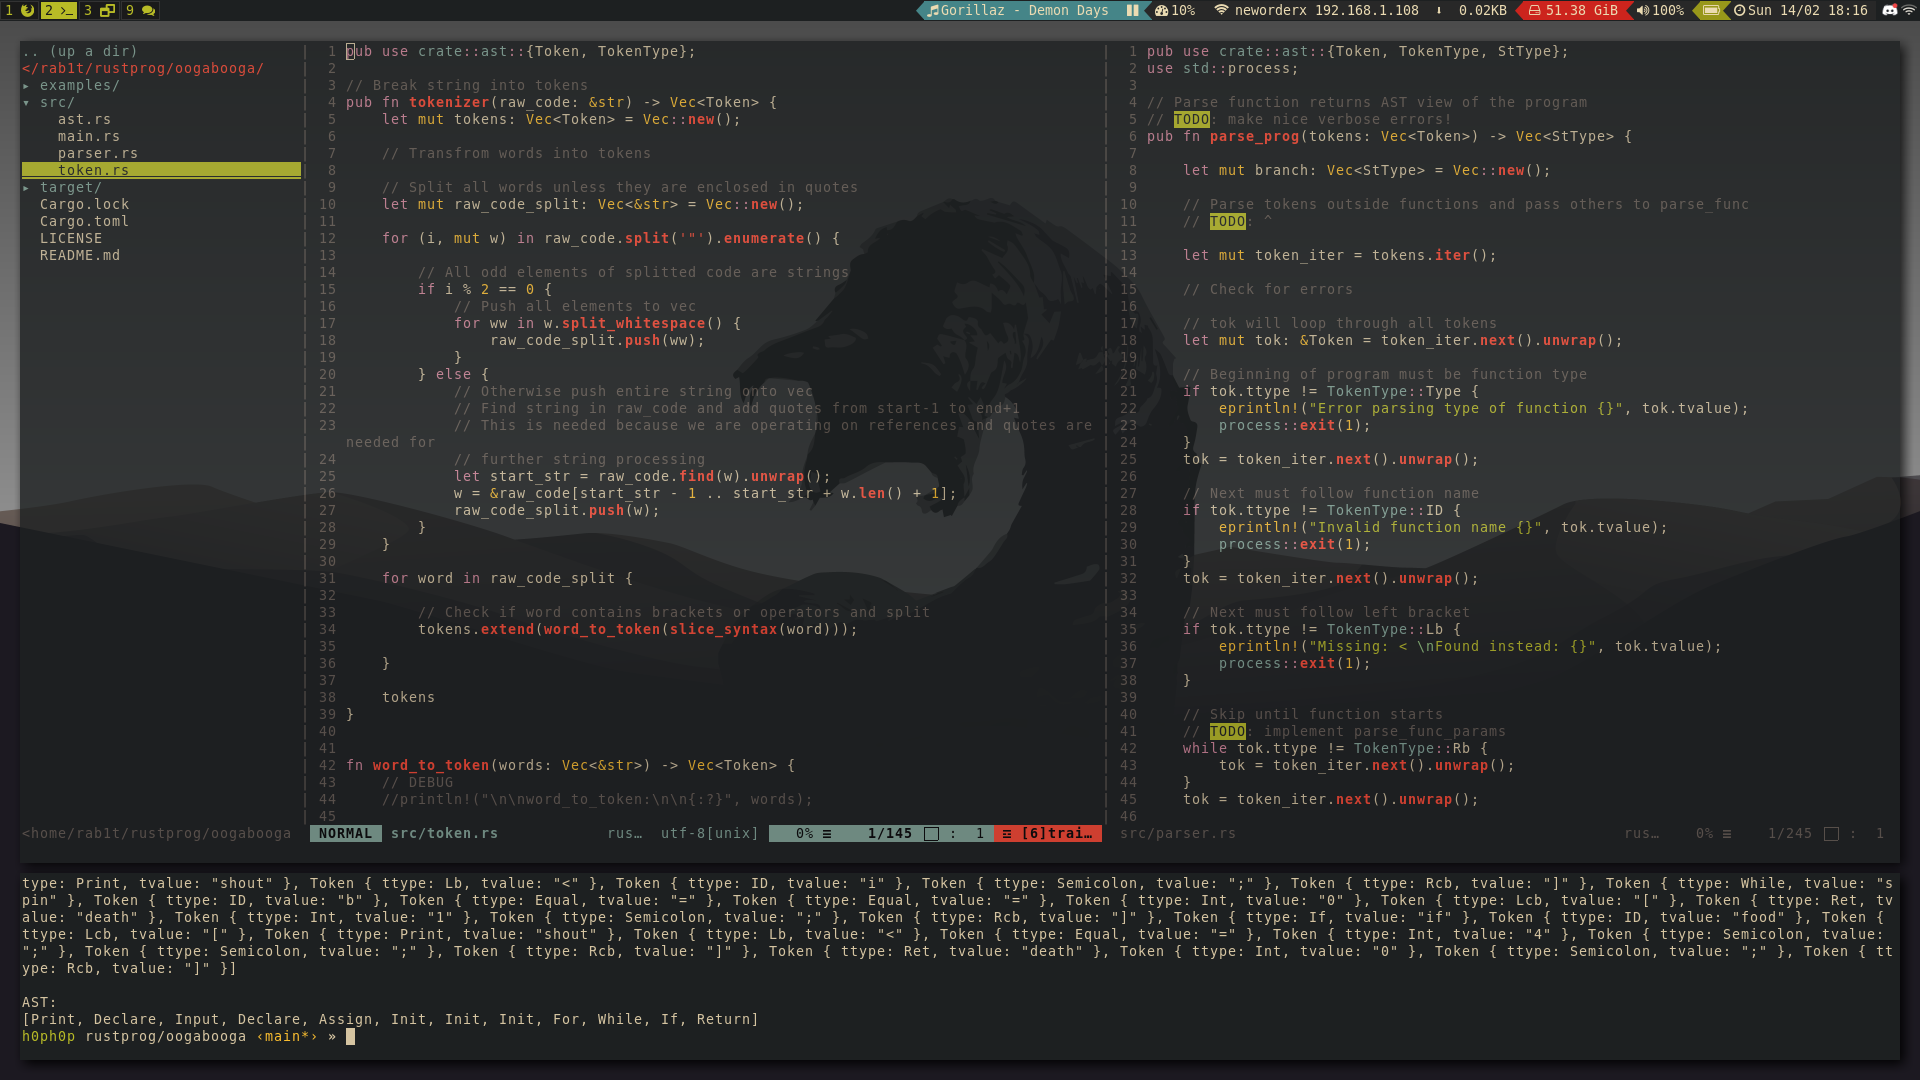 1 2 >_ 3 9 Gorillaz - Demon Days 10% neworderx 192.168.1.108 0.02KB 51.38 GiB 100% Sun 14/02 18:16
.. (up a dir)
</rab1t/rustprog/oogabooga/
▸ examples/
▾ src/
ast.rs
main.rs
parser.rs
token.rs
▸ target/
Cargo.lock
Cargo.toml
LICENSE
README.md
<home/rab1t/rustprog/oogabooga
1 pub use crate::ast::{Token, TokenType};
2
3 // Break string into tokens
4 pub fn tokenizer(raw_code: &str) -> Vec<Token> {
5     let mut tokens: Vec<Token> = Vec::new();
6
7     // Transfrom words into tokens
8
9     // Split all words unless they are enclosed in quotes
10     let mut raw_code_split: Vec<&str> = Vec::new();
11
12     for (i, mut w) in raw_code.split('"').enumerate() {
13
14         // All odd elements of splitted code are strings
15         if i % 2 == 0 {
16             // Push all elements to vec
17             for ww in w.split_whitespace() {
18                 raw_code_split.push(ww);
19             }
20         } else {
21             // Otherwise push entire string onto vec
22             // Find string in raw_code and add quotes from start-1 to end+1
23             // This is needed because we are operating on references and quotes are
needed for
24             // further string processing
25             let start_str = raw_code.find(w).unwrap();
26             w = &raw_code[start_str - 1 .. start_str + w.len() + 1];
27             raw_code_split.push(w);
28         }
29     }
30
31     for word in raw_code_split {
32
33         // Check if word contains brackets or operators and split
34         tokens.extend(word_to_token(slice_syntax(word)));
35
36     }
37
38     tokens
39 }
40
41
42 fn word_to_token(words: Vec<&str>) -> Vec<Token> {
43     // DEBUG
44     //println!("\n\nword_to_token:\n\n{:?}", words);
45
NORMAL src/token.rs rus… utf-8[unix] 0% ≡ 1/145 : 1 [6]trai…
1 pub use crate::ast::{Token, TokenType, StType};
2 use std::process;
3
4 // Parse function returns AST view of the program
5 // TODO: make nice verbose errors!
6 pub fn parse_prog(tokens: Vec<Token>) -> Vec<StType> {
7
8     let mut branch: Vec<StType> = Vec::new();
9
10     // Parse tokens outside functions and pass others to parse_func
11     // TODO: ^
12
13     let mut token_iter = tokens.iter();
14
15     // Check for errors
16
17     // tok will loop through all tokens
18     let mut tok: &Token = token_iter.next().unwrap();
19
20     // Beginning of program must be function type
21     if tok.ttype != TokenType::Type {
22         eprintln!("Error parsing type of function {}", tok.tvalue);
23         process::exit(1);
24     }
25     tok = token_iter.next().unwrap();
26
27     // Next must follow function name
28     if tok.ttype != TokenType::ID {
29         eprintln!("Invalid function name {}", tok.tvalue);
30         process::exit(1);
31     }
32     tok = token_iter.next().unwrap();
33
34     // Next must follow left bracket
35     if tok.ttype != TokenType::Lb {
36         eprintln!("Missing: < \nFound instead: {}", tok.tvalue);
37         process::exit(1);
38     }
39
40     // Skip until function starts
41     // TODO: implement parse_func_params
42     while tok.ttype != TokenType::Rb {
43         tok = token_iter.next().unwrap();
44     }
45     tok = token_iter.next().unwrap();
46
src/parser.rs rus… 0% ≡ 1/245 : 1
type: Print, tvalue: "shout" }, Token { ttype: Lb, tvalue: "<" }, Token { ttype: ID, tvalue: "i" }, Token { ttype: Semicolon, tvalue: ";" }, Token { ttype: Rcb, tvalue: "]" }, Token { ttype: While, tvalue: "s
pin" }, Token { ttype: ID, tvalue: "b" }, Token { ttype: Equal, tvalue: "=" }, Token { ttype: Equal, tvalue: "=" }, Token { ttype: Int, tvalue: "0" }, Token { ttype: Lcb, tvalue: "[" }, Token { ttype: Ret, tv
alue: "death" }, Token { ttype: Int, tvalue: "1" }, Token { ttype: Semicolon, tvalue: ";" }, Token { ttype: Rcb, tvalue: "]" }, Token { ttype: If, tvalue: "if" }, Token { ttype: ID, tvalue: "food" }, Token {
ttype: Lcb, tvalue: "[" }, Token { ttype: Print, tvalue: "shout" }, Token { ttype: Lb, tvalue: "<" }, Token { ttype: Equal, tvalue: "=" }, Token { ttype: Int, tvalue: "4" }, Token { ttype: Semicolon, tvalue:
";" }, Token { ttype: Semicolon, tvalue: ";" }, Token { ttype: Rcb, tvalue: "]" }, Token { ttype: Ret, tvalue: "death" }, Token { ttype: Int, tvalue: "0" }, Token { ttype: Semicolon, tvalue: ";" }, Token { tt
ype: Rcb, tvalue: "]" }]
AST:
[Print, Declare, Input, Declare, Assign, Init, Init, Init, For, While, If, Return]
h0ph0p rustprog/oogabooga ‹main*› »